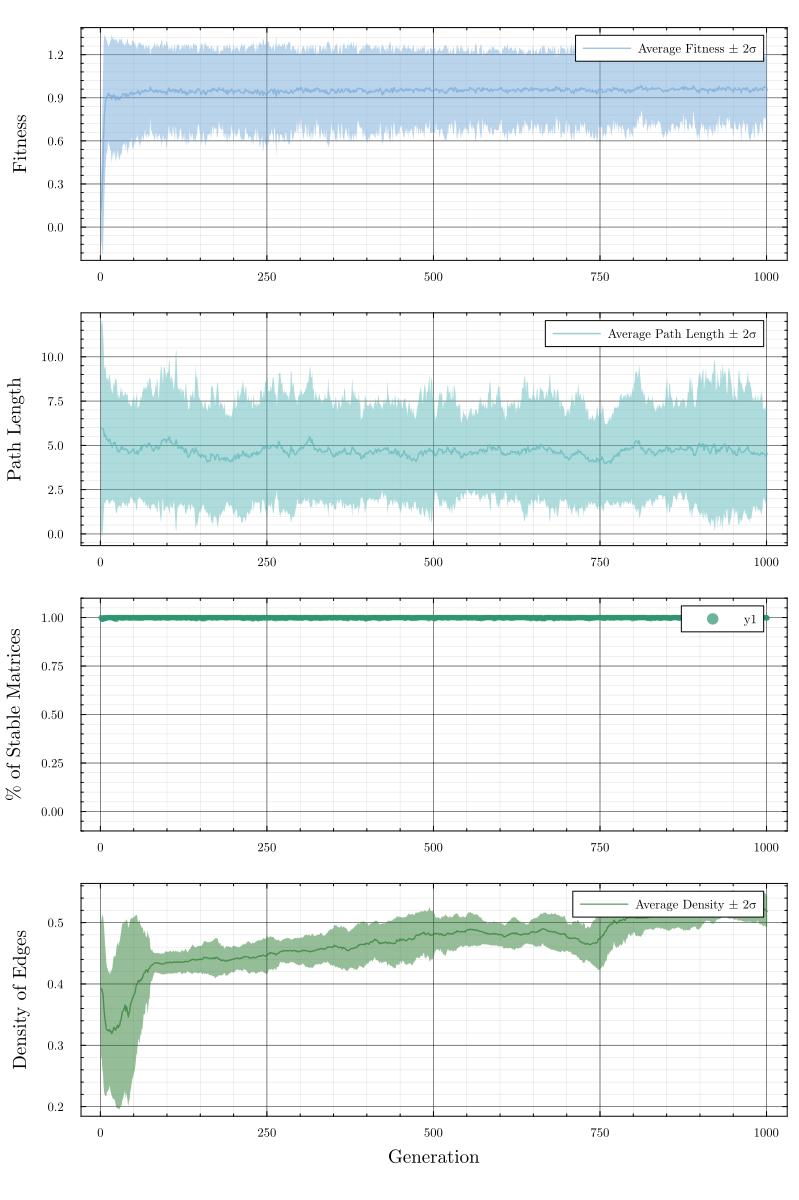 Average Fitness ± 2σ
1.2
0.9
0.6
0.3
0.0
Fitness
0 250 500 750 1000
Average Path Length ± 2σ
10.0
7.5
5.0
2.5
0.0
Path Length
0 250 500 750 1000
y1
1.00
0.75
0.50
0.25
0.00
% of Stable Matrices
0 250 500 750 1000
Average Density ± 2σ
0.5
0.4
0.3
0.2
Density of Edges
0 250 500 750 1000
Generation